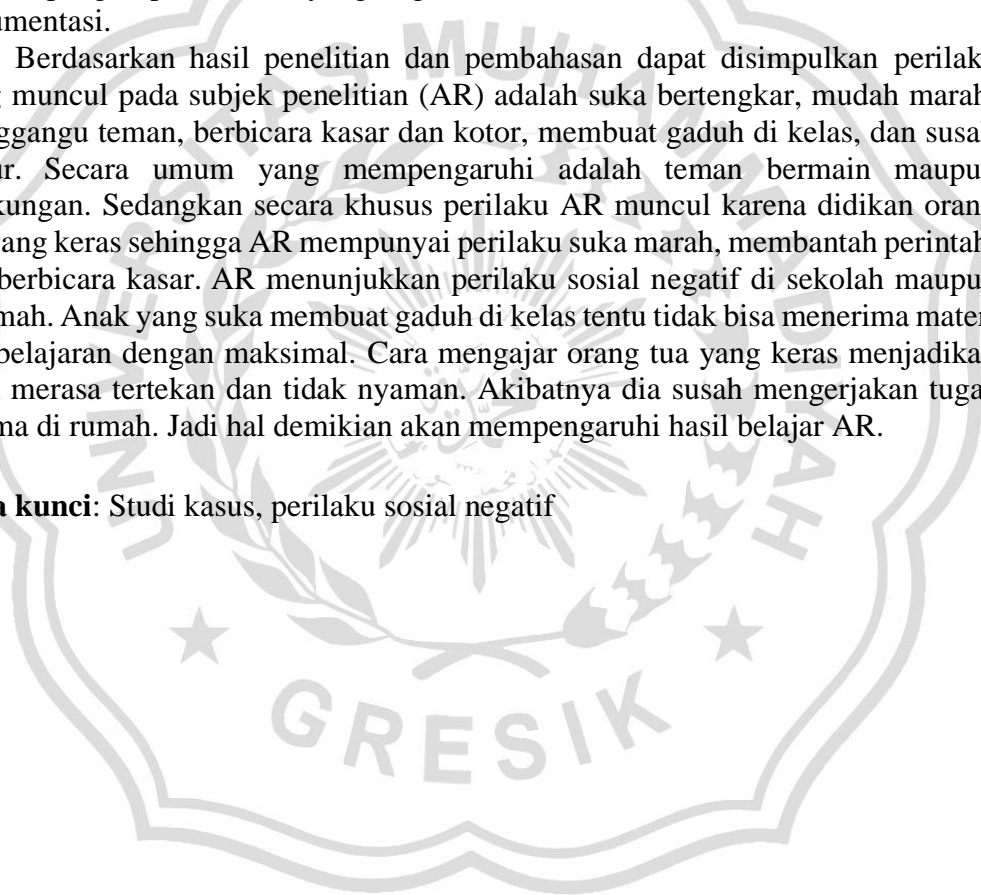 umentasi.
Berdasarkan hasil penelitian dan pembahasan dapat disimpulkan perilak
muncul pada subjek penelitian (AR) adalah suka bertengkar, mudah marah
ggangu teman, berbicara kasar dan kotor, membuat gaduh di kelas, dan susa
ur. Secara umum yang mempengaruhi adalah teman bermain maupu
kungan. Sedangkan secara khusus perilaku AR muncul karena didikan oran
yang keras sehingga AR mempunyai perilaku suka marah, membantah perintah
berbicara kasar. AR menunjukkan perilaku sosial negatif di sekolah maupu
mah. Anak yang suka membuat gaduh di kelas tentu tidak bisa menerima mater
belajaran dengan maksimal. Cara mengajar orang tua yang keras menjadika
merasa tertekan dan tidak nyaman. Akibatnya dia susah mengerjakan tuga
ma di rumah. Jadi hal demikian akan mempengaruhi hasil belajar AR.
a kunci: Studi kasus, perilaku sosial negatif
UNIVERSITAS MUHAMMADIYAH
GRESIK